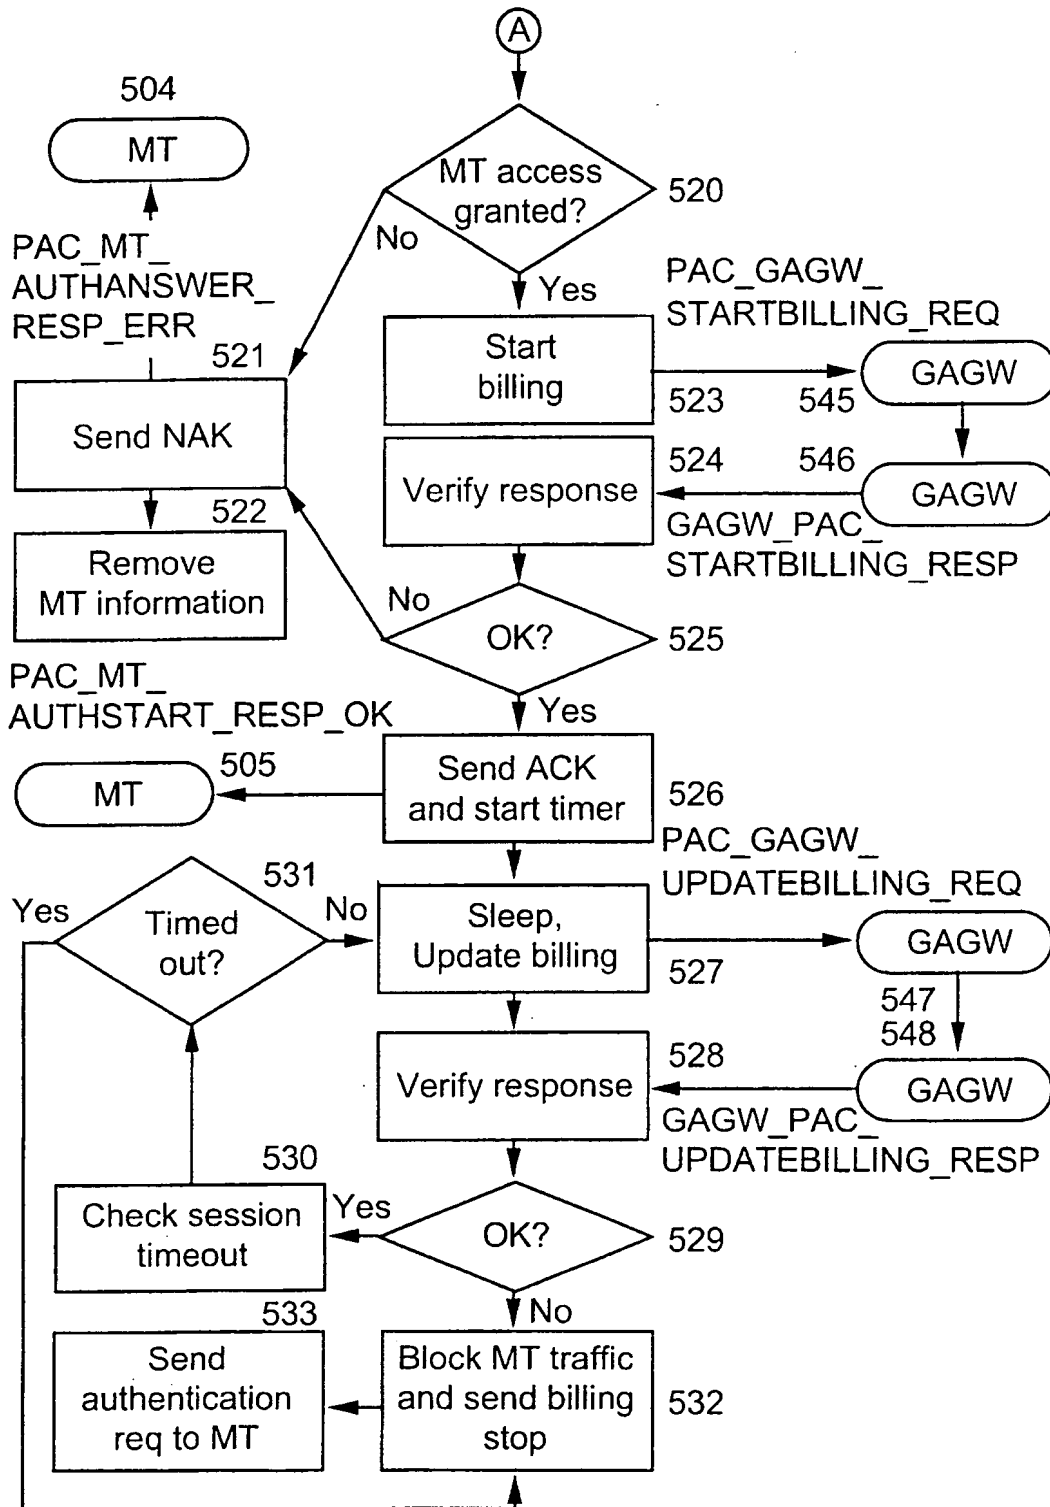 A
504
MT
MT access
granted?
520
No
PAC_MT_
AUTHANSWER_
RESP_ERR
Yes
PAC_GAGW_
STARTBILLING_REQ
521
Start
billing
GAGW
523
545
Send NAK
524
546
Verify response
GAGW
522
GAGW_PAC_
STARTBILLING_RESP
Remove
MT information
No
OK?
525
PAC_MT_
AUTHSTART_RESP_OK
Yes
505
MT
Send ACK
and start timer
526
PAC_GAGW_
UPDATEBILLING_REQ
531
Yes
Timed
out?
No
Sleep,
Update billing
GAGW
527
547
548
528
Verify response
GAGW
GAGW_PAC_
UPDATEBILLING_RESP
530
Check session
timeout
Yes
OK?
529
No
533
Send
authentication
req to MT
Block MT traffic
and send billing
stop
532